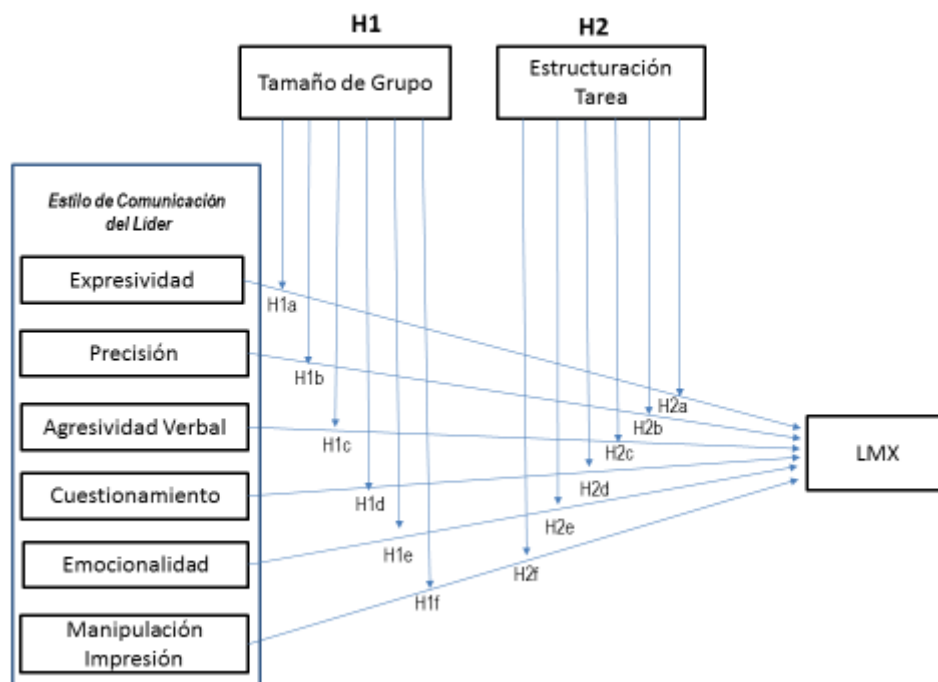 H1
H2
Tamaño de Grupo
Estructuración
Tarea
Estilo de Comunicación
del Lider
Expresividad
Precisión
Agresividad Verbal
Cuestionamiento
Emocionalidad
Manipulación
Impresión
H1a
H1b
H1c
H1d
H1e
H1f
H2a
H2b
H2c
H2d
H2e
H2f
LMX